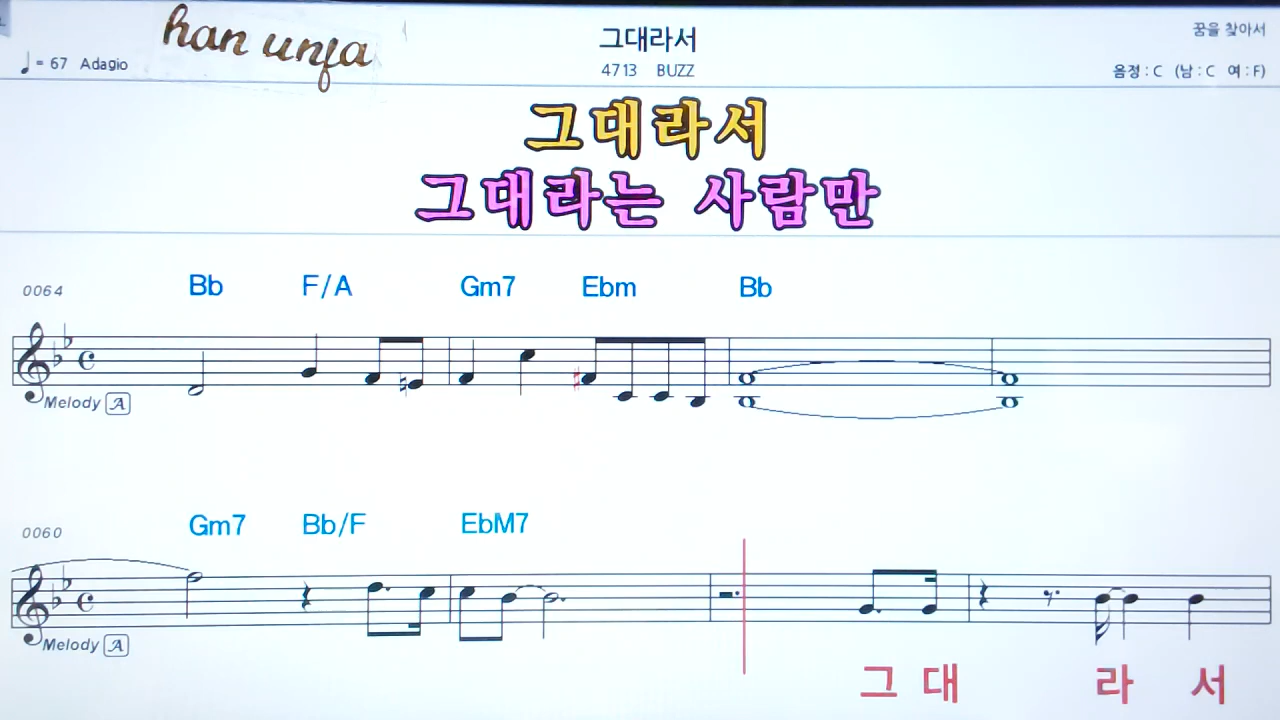 han unja
그대라서
꿈을 찾아서
♩= 67 Adagio
4713 BUZZ
음정 : C (남 : C 여 : F)
그대라서
그대라는 사람만
0064 Bb F/A Gm7 Ebm Bb
Melody A
0060 Gm7 Bb/F EbM7
Melody A
그 대 라 서